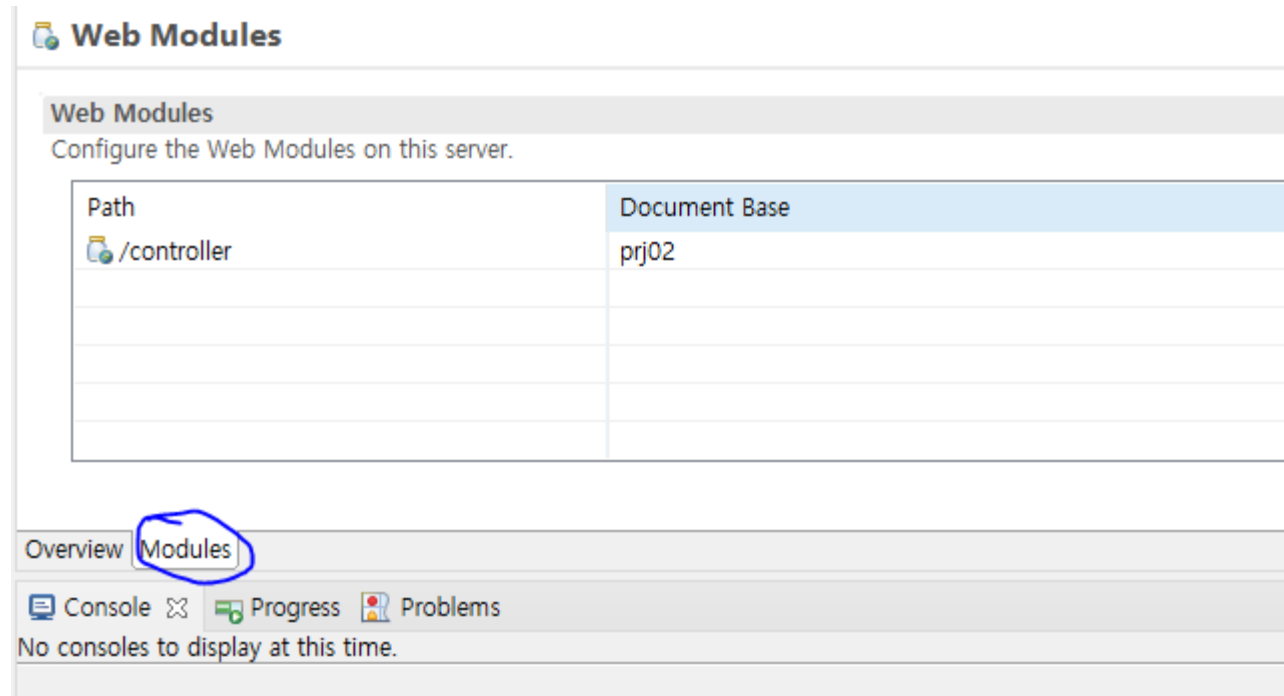 Web Modules
Web Modules
Configure the Web Modules on this server.
Path Document Base
/controller prj02
Overview Modules
Console Progress Problems
No consoles to display at this time.